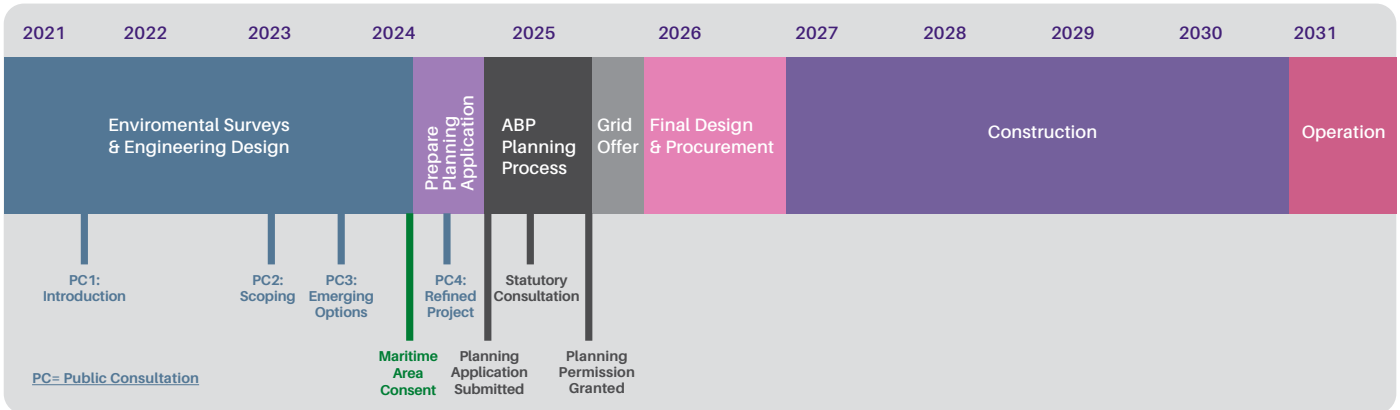 2021 2022 2023 2024 2025 2026 2027 2028 2029 2030 2031
Enviromental Surveys
& Engineering Design
Prepare
Planning
Application
ABP
Planning
Process
Grid
Offer
Final Design
& Procurement
Construction
Operation
PC1:
Introduction
PC2:
Scoping
PC3:
Emerging
Options
PC4:
Refined
Project
Statutory
Consultation
Maritime
Area
Consent
Planning
Application
Submitted
Planning
Permission
Granted
PC= Public Consultation